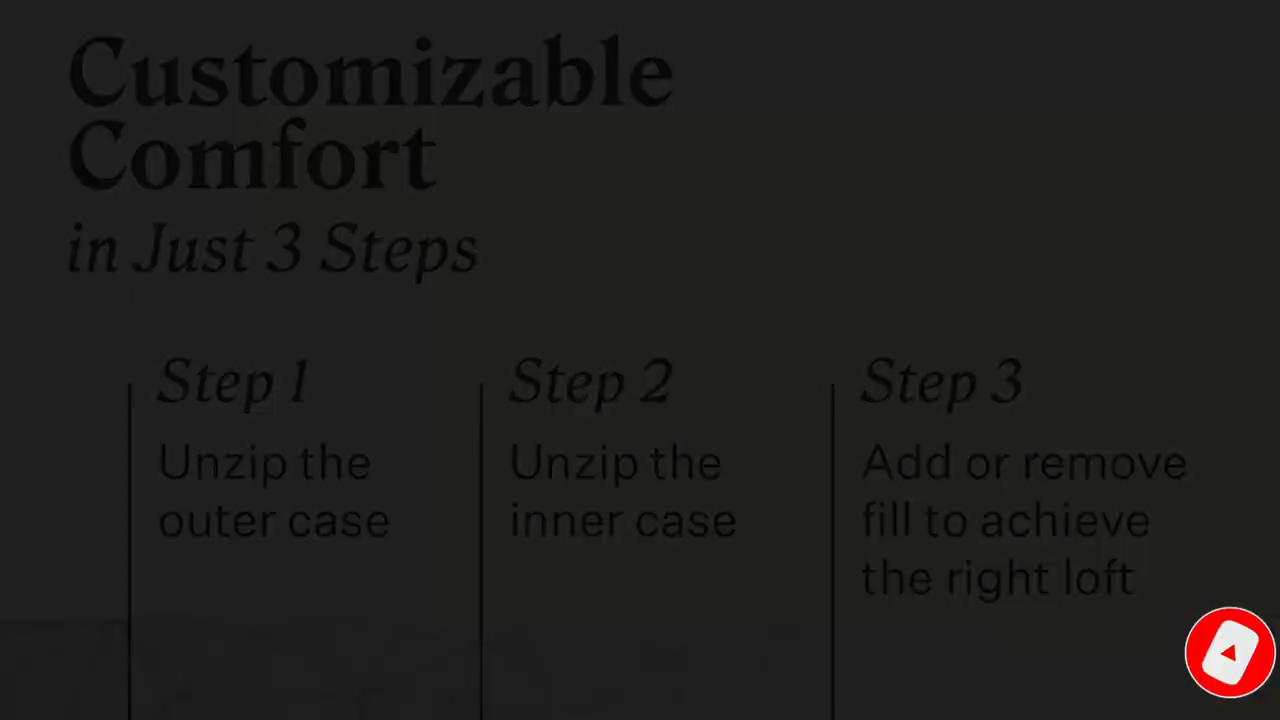 Customizable
Comfort
in Just 3 Steps
Step 1
Unzip the
outer case
Step 2
Unzip the
inner case
Step 3
Add or remove
fill to achieve
the right loft